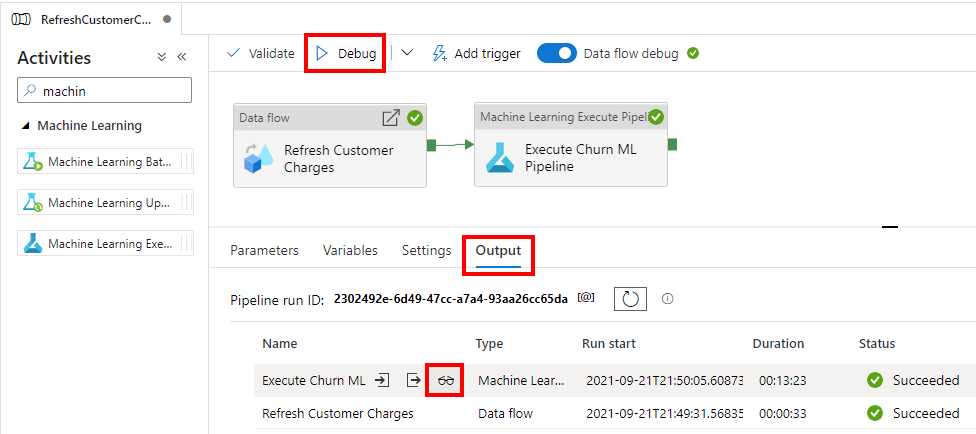 RefreshCustomerC...
Activities
machin
Machine Learning
Machine Learning Bat...
Machine Learning Up...
Machine Learning Exe...
Validate
Debug
Add trigger
Data flow debug
Data flow
Refresh Customer
Charges
Machine Learning Execute Pipel
Execute Churn ML
Pipeline
Parameters
Variables
Settings
Output
Pipeline run ID: 2302492e-6d49-47cc-a7a4-93aa26cc65da [@]
Name Type Run start Duration Status
Execute Churn ML Machine Lear... 2021-09-21T21:50:05.60873 00:13:23 Succeeded
Refresh Customer Charges Data flow 2021-09-21T21:49:31.56835 00:00:33 Succeeded